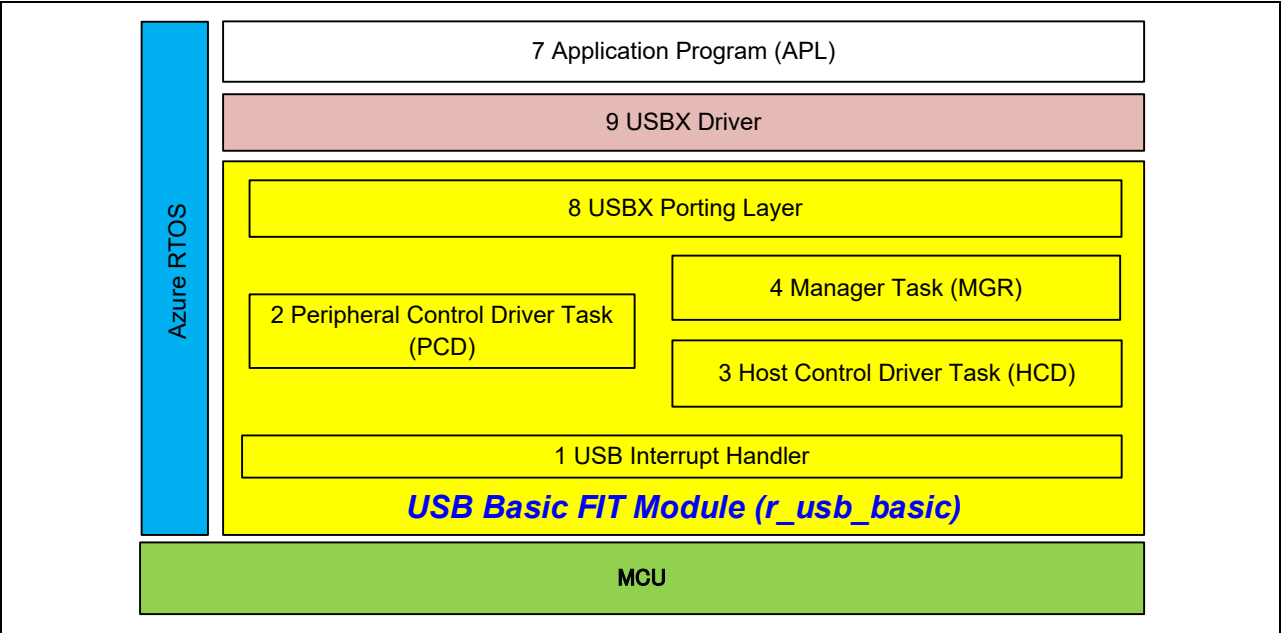 Azure RTOS
7 Application Program (APL)
9 USBX Driver
8 USBX Porting Layer
2 Peripheral Control Driver Task
(PCD)
4 Manager Task (MGR)
3 Host Control Driver Task (HCD)
1 USB Interrupt Handler
USB Basic FIT Module (r_usb_basic)
MCU